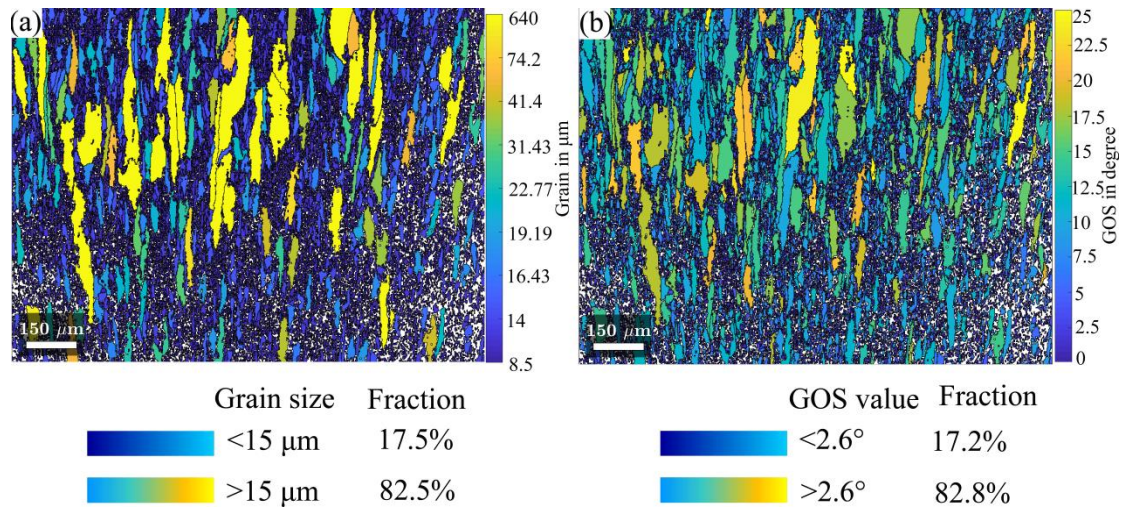 (a)
640
74.2
41.4
31.43
22.77
19.19
16.43
14
8.5
Grain in μm
150 μm
(b)
25
22.5
20
17.5
15
12.5
10
7.5
5
2.5
0
GOS in degree
150 μm
Grain size Fraction
<15 μm 17.5%
>15 μm 82.5%
GOS value Fraction
<2.6° 17.2%
>2.6° 82.8%